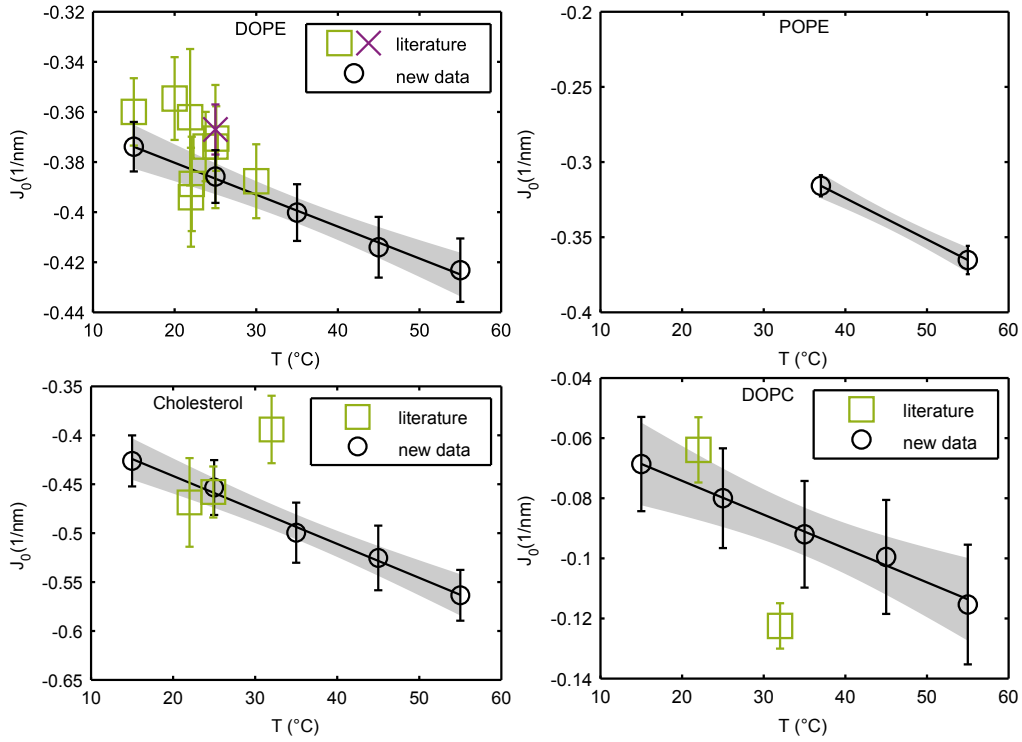 DOPE
literature
new data
-0.32
-0.34
-0.36
-0.38
-0.4
-0.42
-0.44
J0(1/nm)
10 20 30 40 50 60
T (°C)
POPE
-0.2
-0.25
-0.3
-0.35
-0.4
J0(1/nm)
10 20 30 40 50 60
T (°C)
Cholesterol
literature
new data
-0.35
-0.4
-0.45
-0.5
-0.55
-0.6
-0.65
J0(1/nm)
10 20 30 40 50 60
T (°C)
DOPC
literature
new data
-0.04
-0.06
-0.08
-0.1
-0.12
-0.14
J0(1/nm)
10 20 30 40 50 60
T (°C)